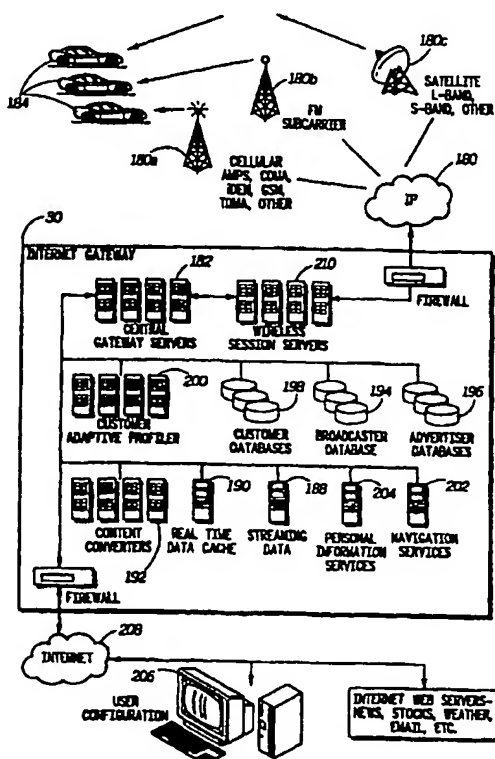 180c
184
180b
SATELLITE
L-BAND,
S-BAND, OTHER
FM
SUBCARRIER
180a
CELLULAR
AMPS, CDMA,
IDEN, GSM,
TDMA, OTHER
180
IP
30
INTERNET GATEWAY
182
210
FIREWALL
CENTRAL
GATEWAY SERVERS
WIRELESS
SESSION SERVERS
200
198
194
196
CUSTOMER
ADAPTIVE PROFILER
CUSTOMER
DATABASES
BROADCASTER
DATABASE
ADVERTISER
DATABASES
190
188
204
202
CONTENT
CONVERTERS
192
REAL TIME
DATA CACHE
STREAMING
DATA
PERSONAL
INFORMATION
SERVICES
NAVIGATION
SERVICES
FIREWALL
208
INTERNET
206
USER
CONFIGURATION
INTERNET WEB SERVERS-
NEWS, STOCKS, WEATHER,
EMAIL, ETC.